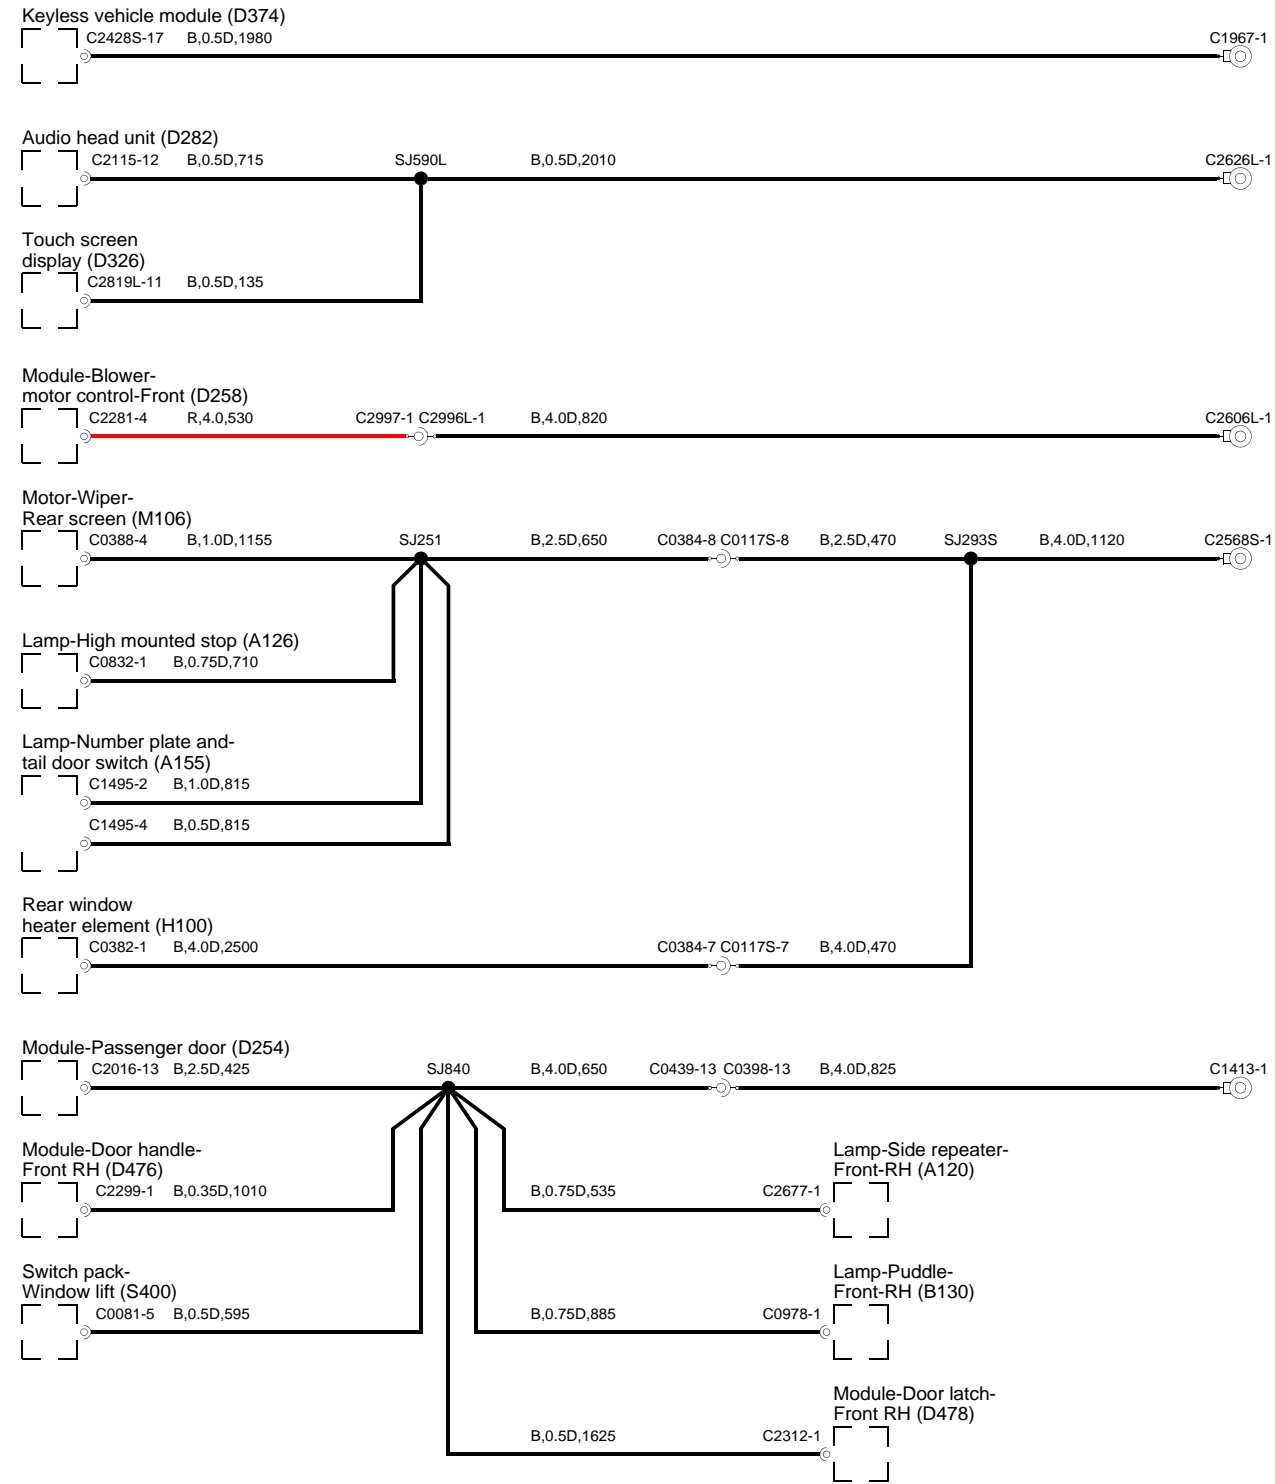 Keyless vehicle module (D374)
C2428S-17 B,0.5D,1980 C1967-1
Audio head unit (D282)
C2115-12 B,0.5D,715 SJ590L B,0.5D,2010 C2626L-1
Touch screen
display (D326)
C2819L-11 B,0.5D,135
Module-Blower-
motor control-Front (D258)
C2281-4 R,4.0,530 C2997-1 C2996L-1 B,4.0D,820 C2606L-1
Motor-Wiper-
Rear screen (M106)
C0388-4 B,1.0D,1155 SJ251 B,2.5D,650 C0384-8 C0117S-8 B,2.5D,470 SJ293S B,4.0D,1120 C2568S-1
Lamp-High mounted stop (A126)
C0832-1 B,0.75D,710
Lamp-Number plate and-
tail door switch (A155)
C1495-2 B,1.0D,815
C1495-4 B,0.5D,815
Rear window
heater element (H100)
C0382-1 B,4.0D,2500 C0384-7 C0117S-7 B,4.0D,470
Module-Passenger door (D254)
C2016-13 B,2.5D,425 SJ840 B,4.0D,650 C0439-13 C0398-13 B,4.0D,825 C1413-1
Module-Door handle-
Front RH (D476)
C2299-1 B,0.35D,1010
Lamp-Side repeater-
Front-RH (A120)
B,0.75D,535 C2677-1
Switch pack-
Window lift (S400)
C0081-5 B,0.5D,595
Lamp-Puddle-
Front-RH (B130)
B,0.75D,885 C0978-1
Module-Door latch-
Front RH (D478)
B,0.5D,1625 C2312-1